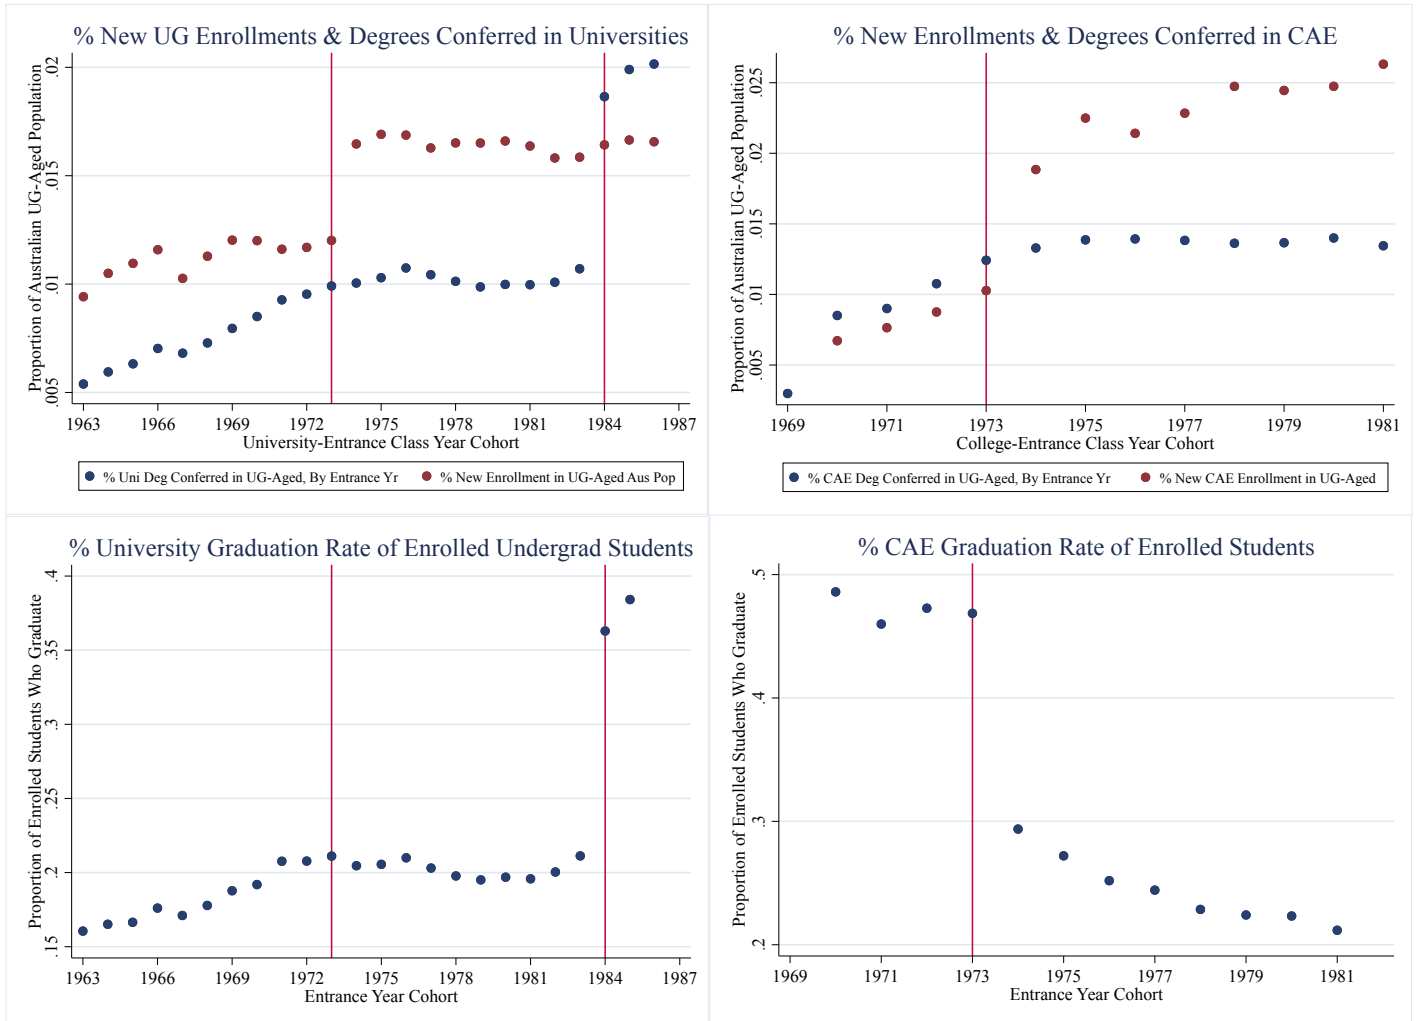 % New UG Enrollments & Degrees Conferred in Universities
Proportion of Australian UG-Aged Population
.02
.015
.01
.005
1963 1966 1969 1972 1975 1978 1981 1984 1987
University-Entrance Class Year Cohort
% Uni Deg Conferred in UG-Aged, By Entrance Yr % New Enrollment in UG-Aged Aus Pop
% New Enrollments & Degrees Conferred in CAE
Proportion of Australian UG-Aged Population
.025
.02
.015
.01
.005
1969 1971 1973 1975 1977 1979 1981
College-Entrance Class Year Cohort
% CAE Deg Conferred in UG-Aged, By Entrance Yr % New CAE Enrollment in UG-Aged
% University Graduation Rate of Enrolled Undergrad Students
Proportion of Enrolled Students Who Graduate
.4
.35
.3
.25
.2
.15
1963 1966 1969 1972 1975 1978 1981 1984 1987
Entrance Year Cohort
% CAE Graduation Rate of Enrolled Students
Proportion of Enrolled Students Who Graduate
.5
.4
.3
.2
1969 1971 1973 1975 1977 1979 1981
Entrance Year Cohort